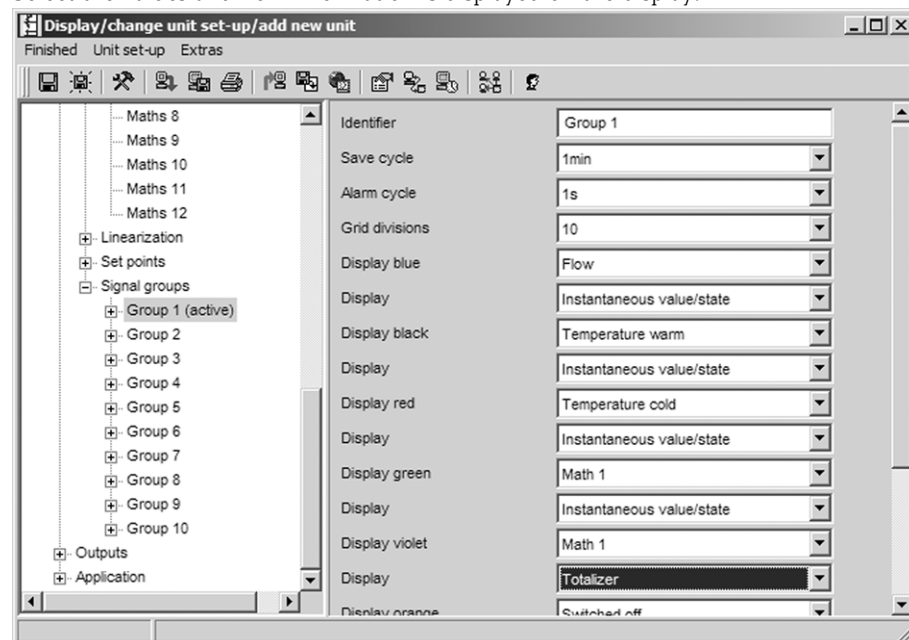 Display/change unit set-up/add new unit
Finished Unit set-up Extras
Maths 8
Maths 9
Maths 10
Maths 11
Maths 12
Linearization
Set points
Signal groups
Group 1 (active)
Group 2
Group 3
Group 4
Group 5
Group 6
Group 7
Group 8
Group 9
Group 10
Outputs
Application
Identifier Group 1
Save cycle 1min
Alarm cycle 1s
Grid divisions 10
Display blue Flow
Display Instantaneous value/state
Display black Temperature warm
Display Instantaneous value/state
Display red Temperature cold
Display Instantaneous value/state
Display green Math 1
Display Instantaneous value/state
Display violet Math 1
Display Totalizer
Display orange Switched off